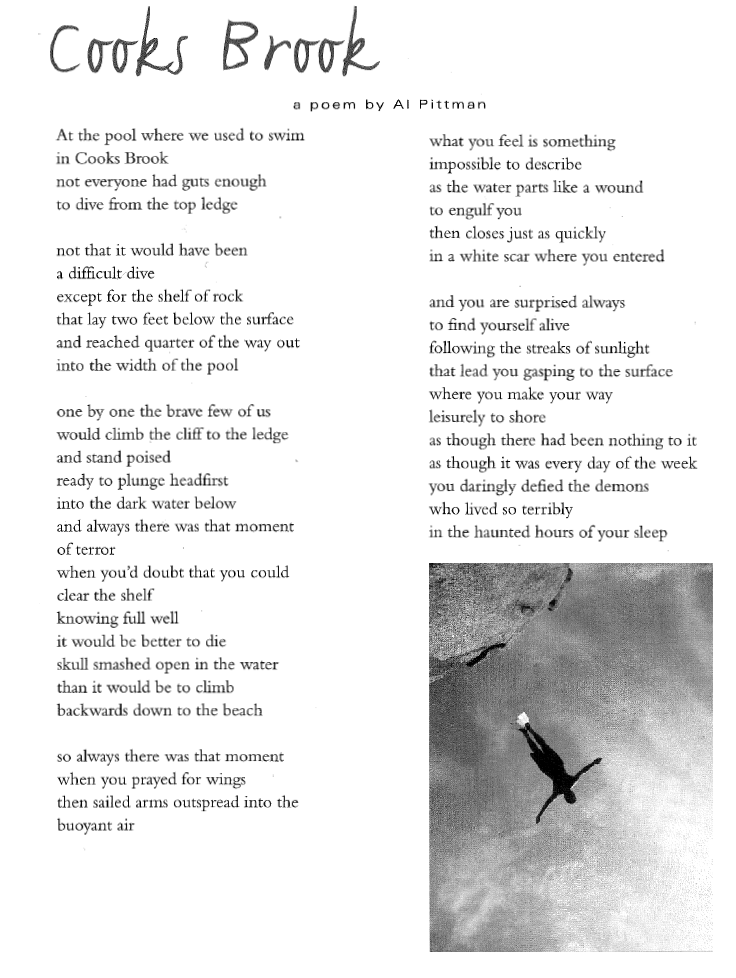 Cooks Brook
a poem by Al Pittman
At the pool where we used to swim
in Cooks Brook
not everyone had guts enough
to dive from the top ledge

not that it would have been
a difficult dive
except for the shelf of rock
that lay two feet below the surface
and reached quarter of the way out
into the width of the pool

one by one the brave few of us
would climb the cliff to the ledge
and stand poised
ready to plunge headfirst
into the dark water below
and always there was that moment
of terror
when you'd doubt that you could
clear the shelf
knowing full well
it would be better to die
skull smashed open in the water
than it would be to climb
backwards down to the beach

so always there was that moment
when you prayed for wings
then sailed arms outspread into the
buoyant air

what you feel is something
impossible to describe
as the water parts like a wound
to engulf you
then closes just as quickly
in a white scar where you entered

and you are surprised always
to find yourself alive
following the streaks of sunlight
that lead you gasping to the surface
where you make your way
leisurely to shore
as though there had been nothing to it
as though it was every day of the week
you daringly defied the demons
who lived so terribly
in the haunted hours of your sleep